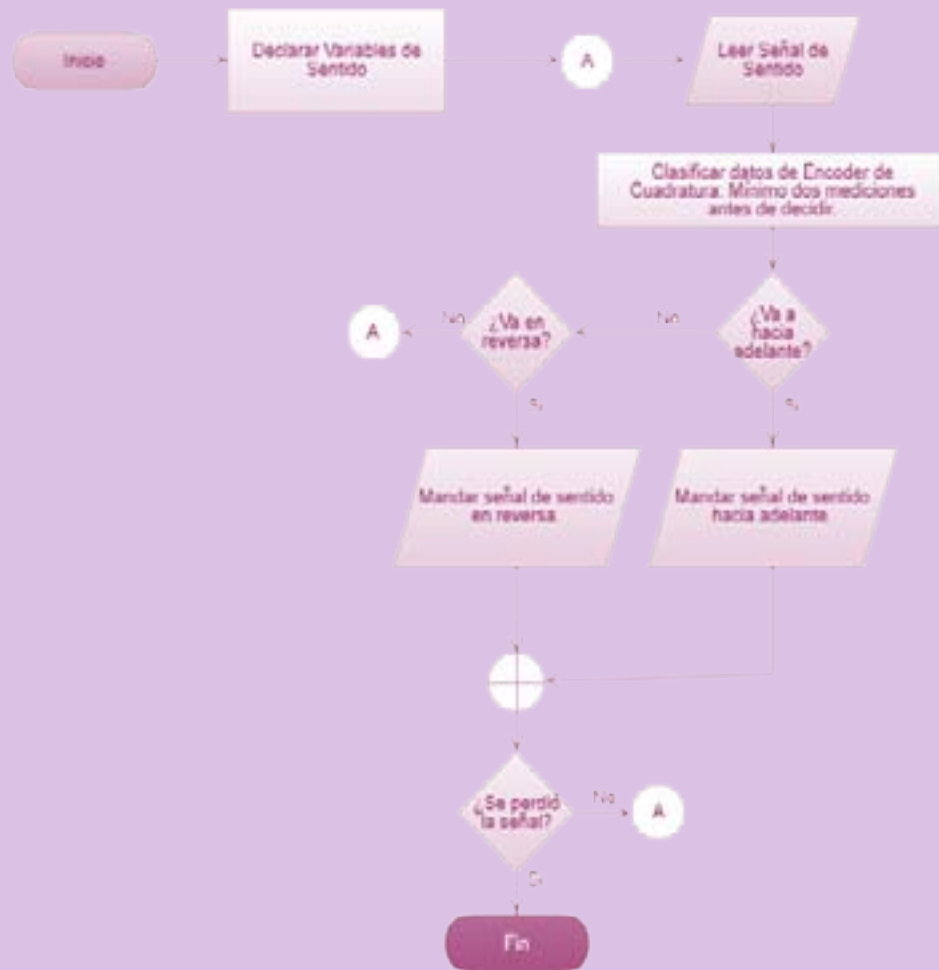 Inicio
Declarar Variables de
Sentido
A
Leer Señal de
Sentido
Clasificar datos de Encoder de
Cuadratura. Mínimo dos mediciones
antes de decidir.
¿Va a
hacia
adelante?
No
¿Va en
reversa?
No
A
Si
Si
Mandar señal de sentido
en reversa
Mandar señal de sentido
hacia adelante
¿Se perdió
la señal?
No
A
Si
Fin